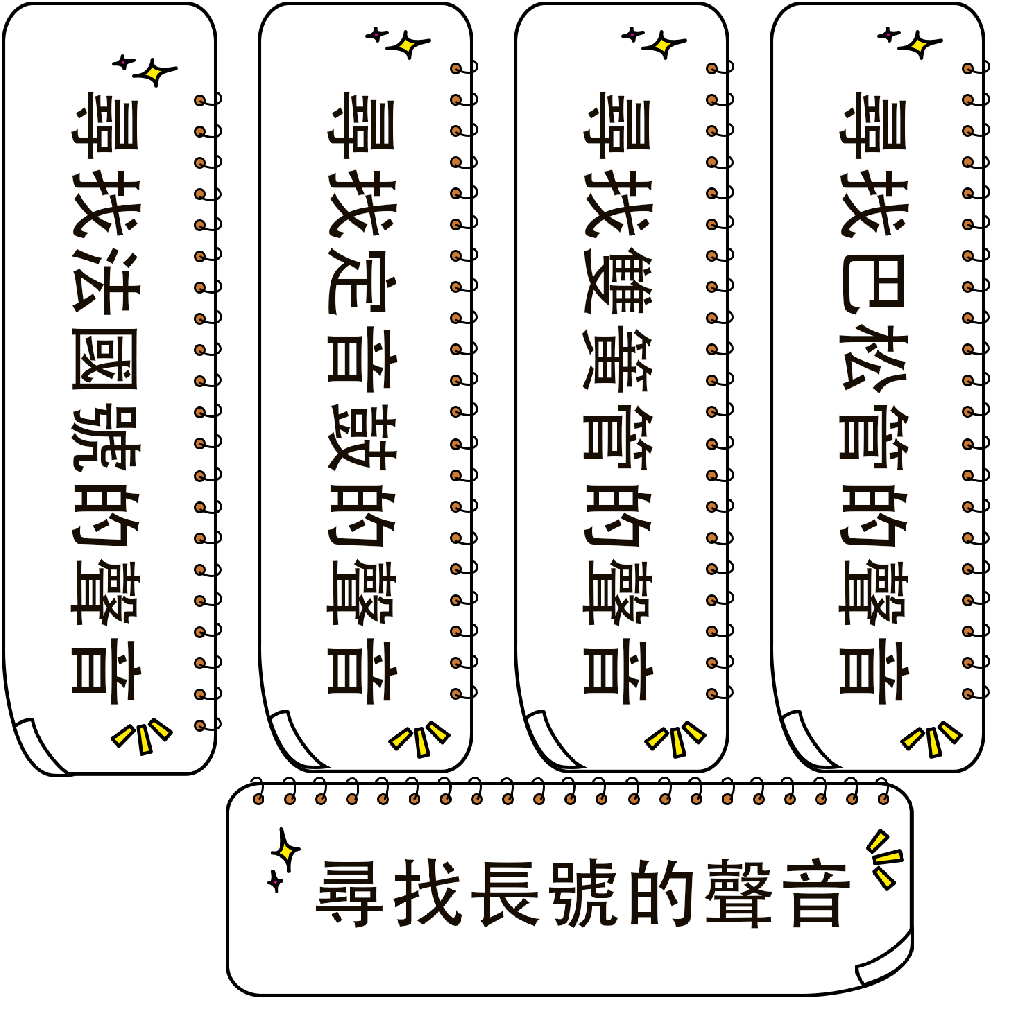 尋找法國號的聲音
尋找定音鼓的聲音
尋找雙簧管的聲音
尋找巴松管的聲音
尋找長號的聲音